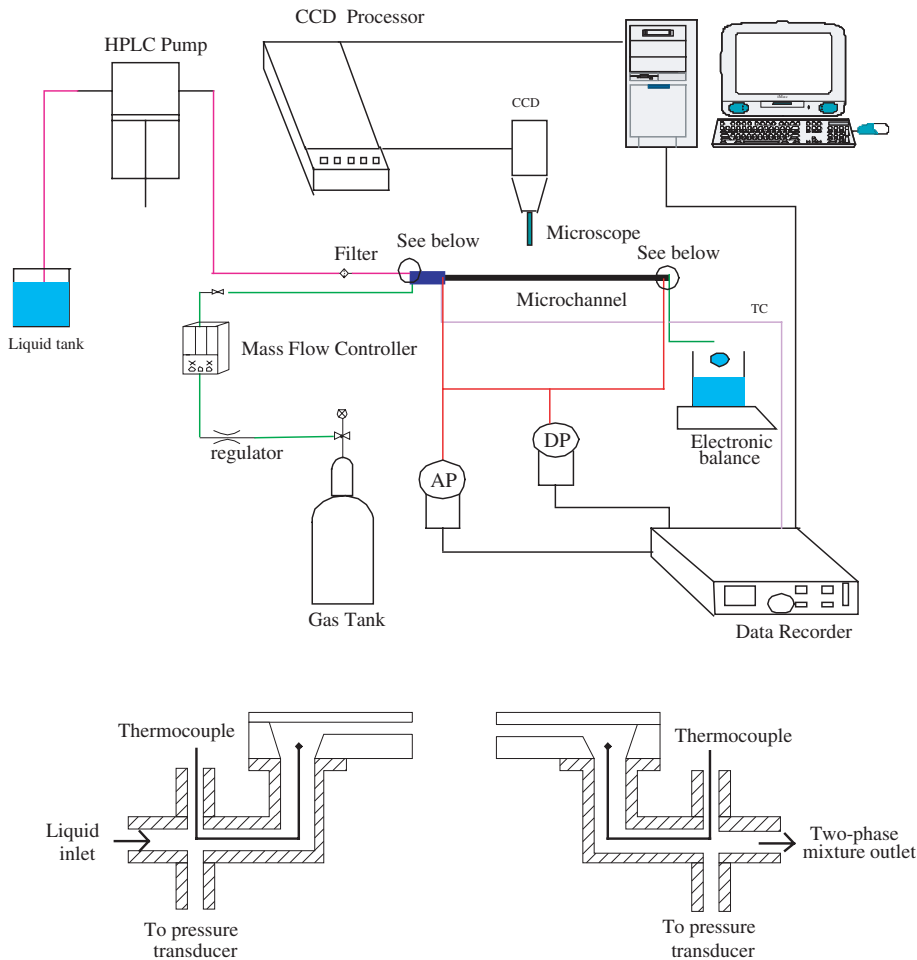 CCD Processor
HPLC Pump
CCD
Microscope
See below
See below
Filter
Microchannel
TC
Liquid tank
Mass Flow Controller
regulator
DP
AP
Electronic
balance
Gas Tank
Data Recorder
Thermocouple
Thermocouple
Liquid
inlet
Two-phase
mixture outlet
To pressure
transducer
To pressure
transducer